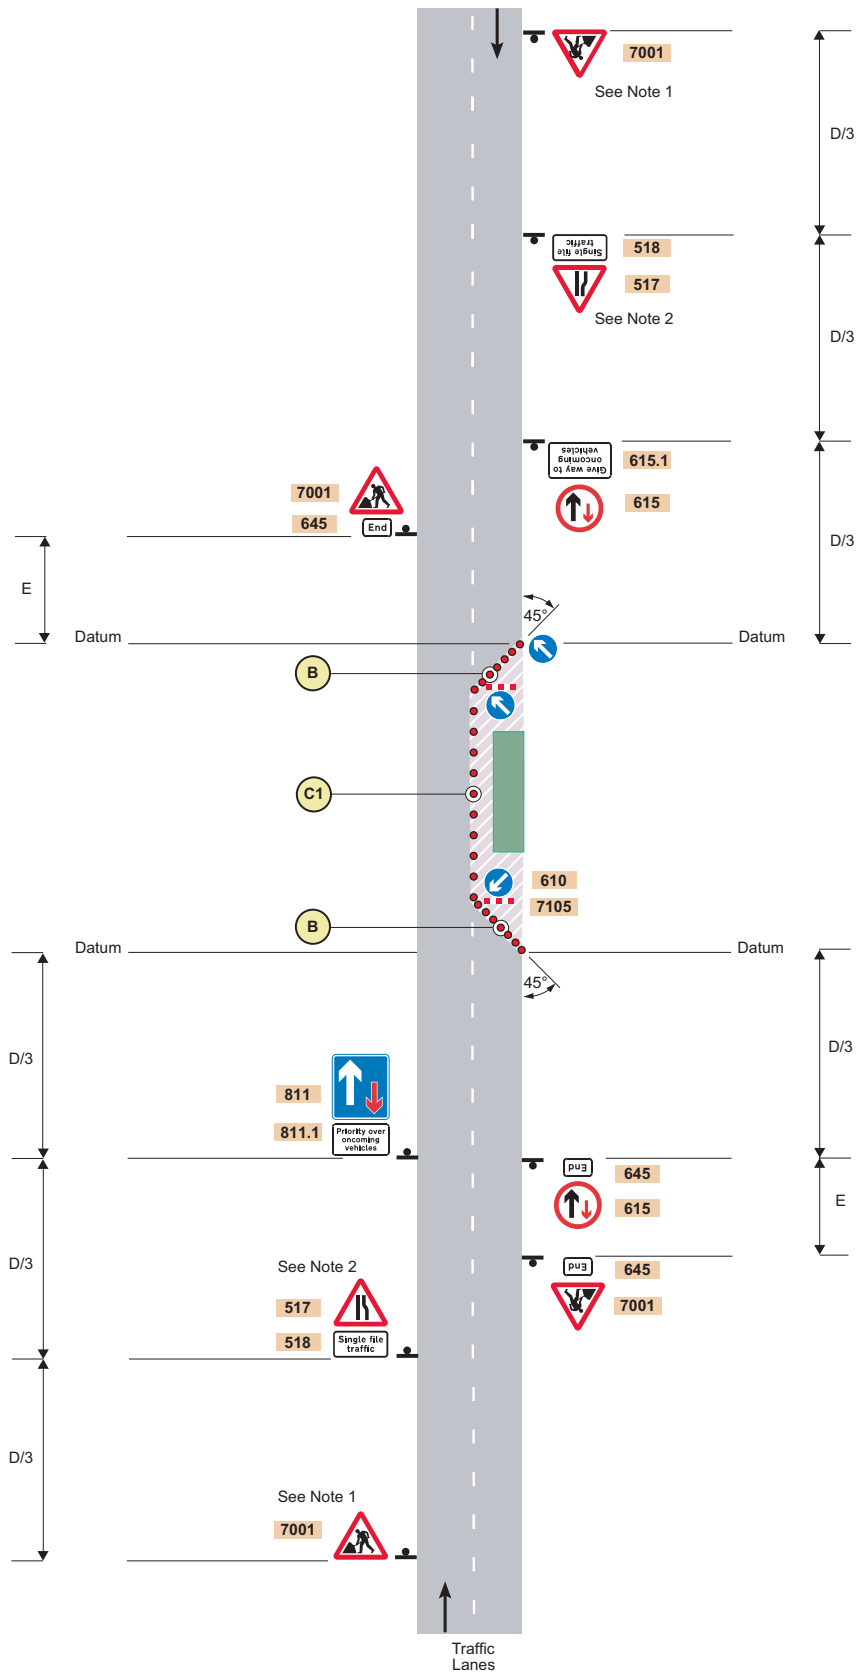 7001
See Note 1
D/3
Single file
traffic
518
517
See Note 2
D/3
Give way to
oncoming
vehicles
615.1
615
7001
645
End
D/3
E
45°
Datum
Datum
B
C1
610
7105
B
Datum
Datum
45°
D/3
D/3
811
811.1
Priority over
oncoming
vehicles
End
645
615
E
D/3
See Note 2
517
518
Single file
traffic
End
645
7001
D/3
See Note 1
7001
Traffic
Lanes